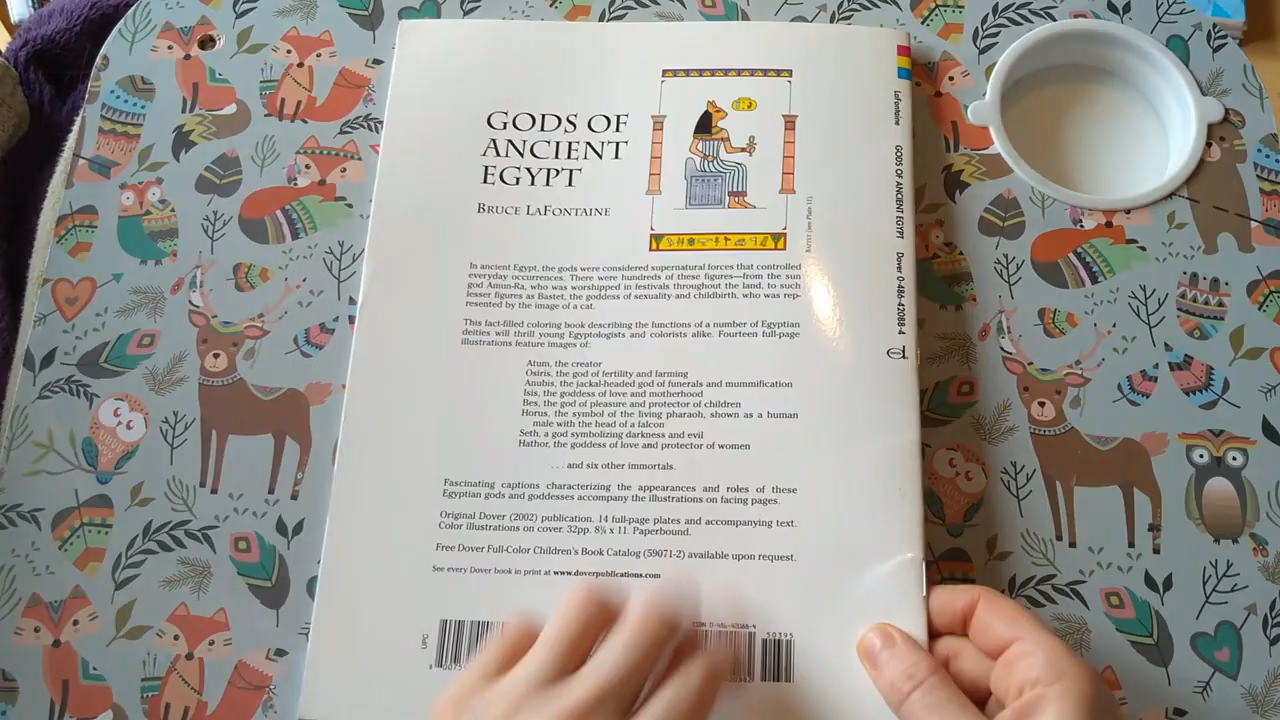 GODS OF
ANCIENT
EGYPT
BRUCE LAFONTAINE
BASTET (see Plate 11).
In ancient Egypt, the gods were considered supernatural forces that controlled
everyday occurrences. There were hundreds of these figures—from the sun
god Amun-Ra, who was worshipped in festivals throughout the land, to such
lesser figures as Bastet, the goddess of sexuality and childbirth, who was rep-
resented by the image of a cat.
This fact-filled coloring book describing the functions of a number of Egyptian
deities will thrill young Egyptologists and colorists alike. Fourteen full-page
illustrations feature images of:
Atum, the creator
Osiris, the god of fertility and farming
Anubis, the jackal-headed god of funerals and mummification
Isis, the goddess of love and motherhood
Bes, the god of pleasure and protector of children
Horus, the symbol of the living pharaoh, shown as a human
male with the head of a falcon
Seth, a god symbolizing darkness and evil
Hathor, the goddess of love and protector of women
. . . and six other immortals.
Fascinating captions characterizing the appearances and roles of these
Egyptian gods and goddesses accompany the illustrations on facing pages.
Original Dover (2002) publication. 14 full-page plates and accompanying text.
Color illustrations on cover. 32pp. 8¼ x 11. Paperbound.
Free Dover Full-Color Children's Book Catalog (59071-2) available upon request.
See every Dover book in print at www.doverpublications.com
UPC
ISBN 0-486-42088-4
50395
LaFontaine GODS OF ANCIENT EGYPT Dover 0-486-42088-4